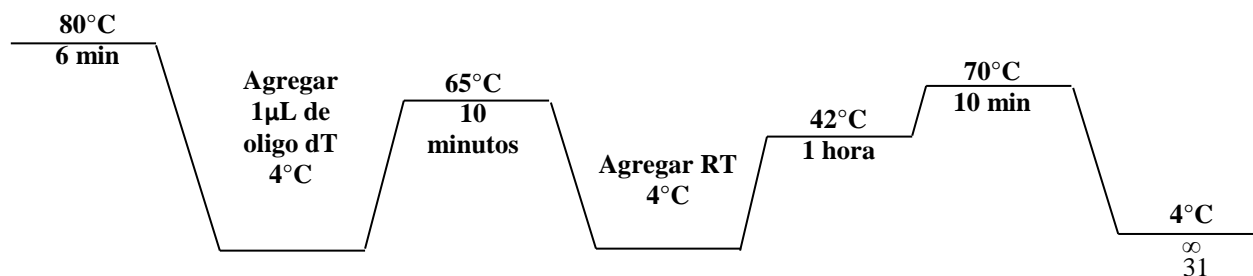 80°C
6 min
Agregar
1µL de
oligo dT
4°C
65°C
10
minutos
Agregar RT
4°C
42°C
1 hora
70°C
10 min
4°C
∞
31